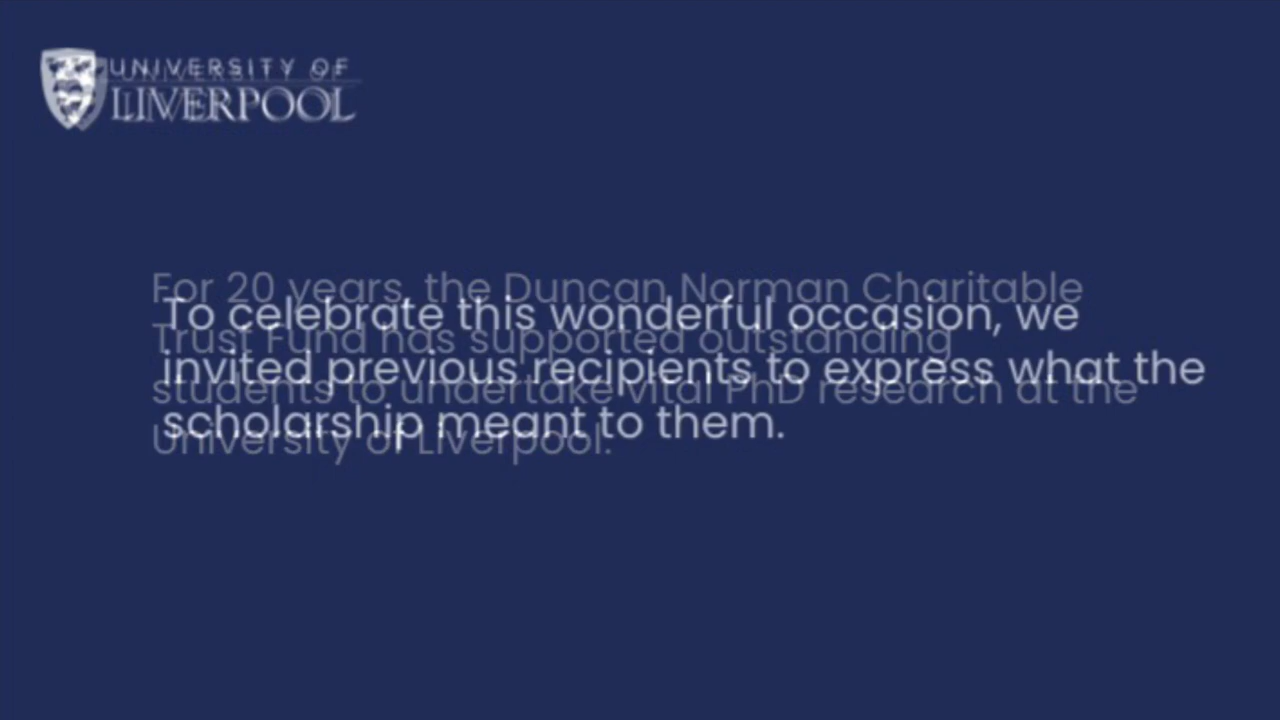 UNIVERSITY OF
LIVERPOOL
For 20 years, the Duncan Norman Charitable
Trust Fund has supported outstanding
students to undertake vital PhD research at the
University of Liverpool.
To celebrate this wonderful occasion, we
invited previous recipients to express what the
scholarship meant to them.